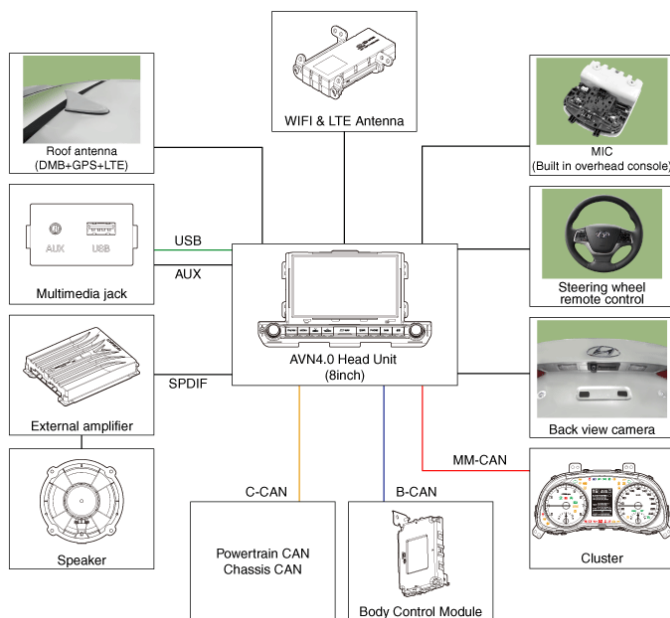 WIFI & LTE Antenna
Roof antenna
(DMB+GPS+LTE)
MIC
(Built in overhead console)
AUX
USB
Multimedia jack
USB
AUX
Steering wheel
remote control
AVN4.0 Head Unit
(8inch)
External amplifier
SPDIF
Back view camera
Speaker
C-CAN
Powertrain CAN
Chassis CAN
B-CAN
Body Control Module
MM-CAN
Cluster